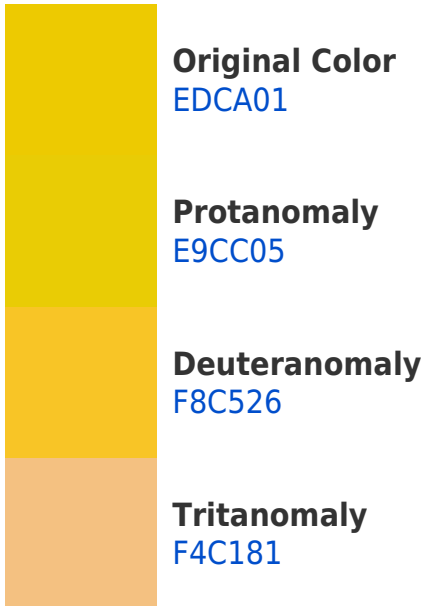 Original Color
EDCA01
Protanomaly
E9CC05
Deuteranomaly
F8C526
Tritanomaly
F4C181